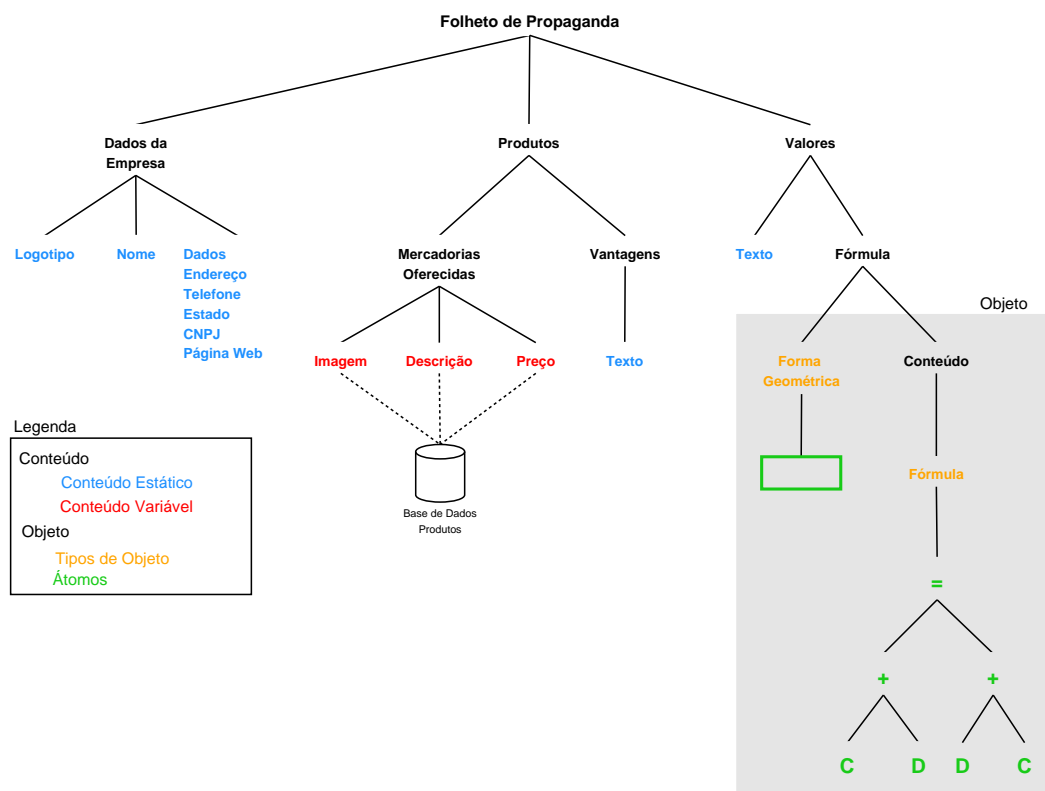 Folheto de Propaganda
Dados da
Empresa
Produtos
Valores
Logotipo
Nome
Dados
Endereço
Telefone
Estado
CNPJ
Página Web
Mercadorias
Oferecidas
Vantagens
Texto
Fórmula
Objeto
Imagem
Descrição
Preço
Texto
Forma
Geométrica
Conteúdo
Fórmula
Base de Dados
Produtos
Legenda
Conteúdo
Conteúdo Estático
Conteúdo Variável
Objeto
Tipos de Objeto
Átomos
=
+
+
C
D
D
C